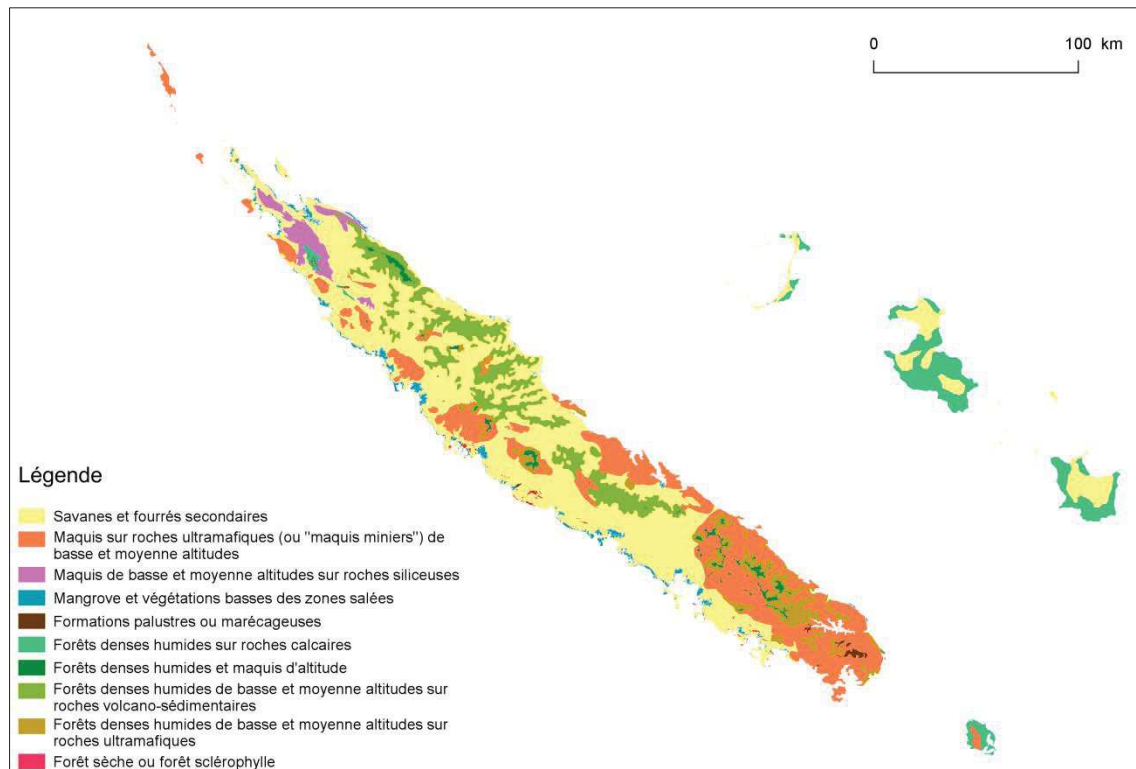 0 100 km
Légende
Savanes et fourrés secondaires
Maquis sur roches ultramafiques (ou "maquis miniers") de
basse et moyenne altitudes
Maquis de basse et moyenne altitudes sur roches siliceuses
Mangrove et végétations basses des zones salées
Formations palustres ou marécageuses
Forêts denses humides sur roches calcaires
Forêts denses humides et maquis d'altitude
Forêts denses humides de basse et moyenne altitudes sur
roches volcano-sédimentaires
Forêts denses humides de basse et moyenne altitudes sur
roches ultramafiques
Forêt sèche ou forêt sclérophylle